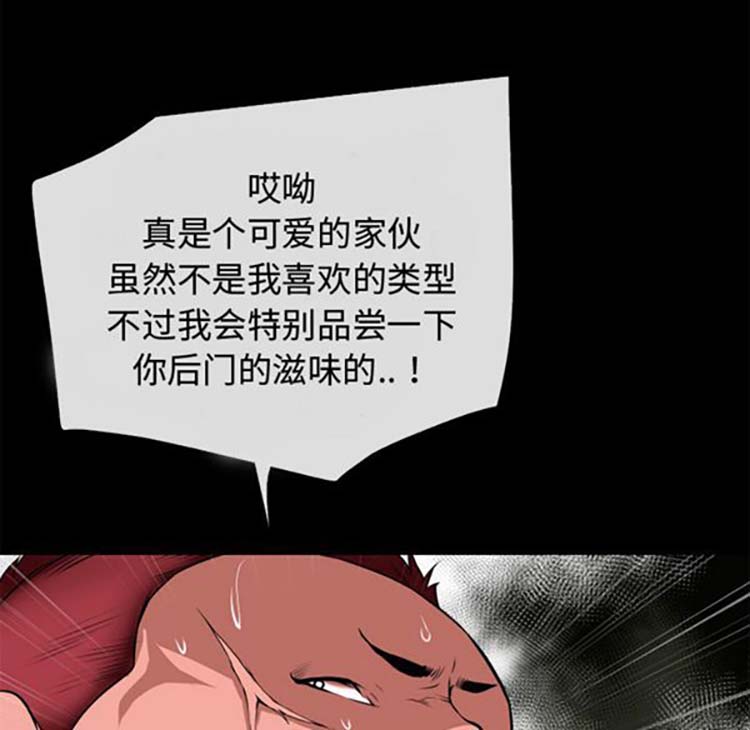 哎呦
真是个可爱的家伙
虽然不是我喜欢的类型
不过我会特别品尝一下
你后门的滋味的..！